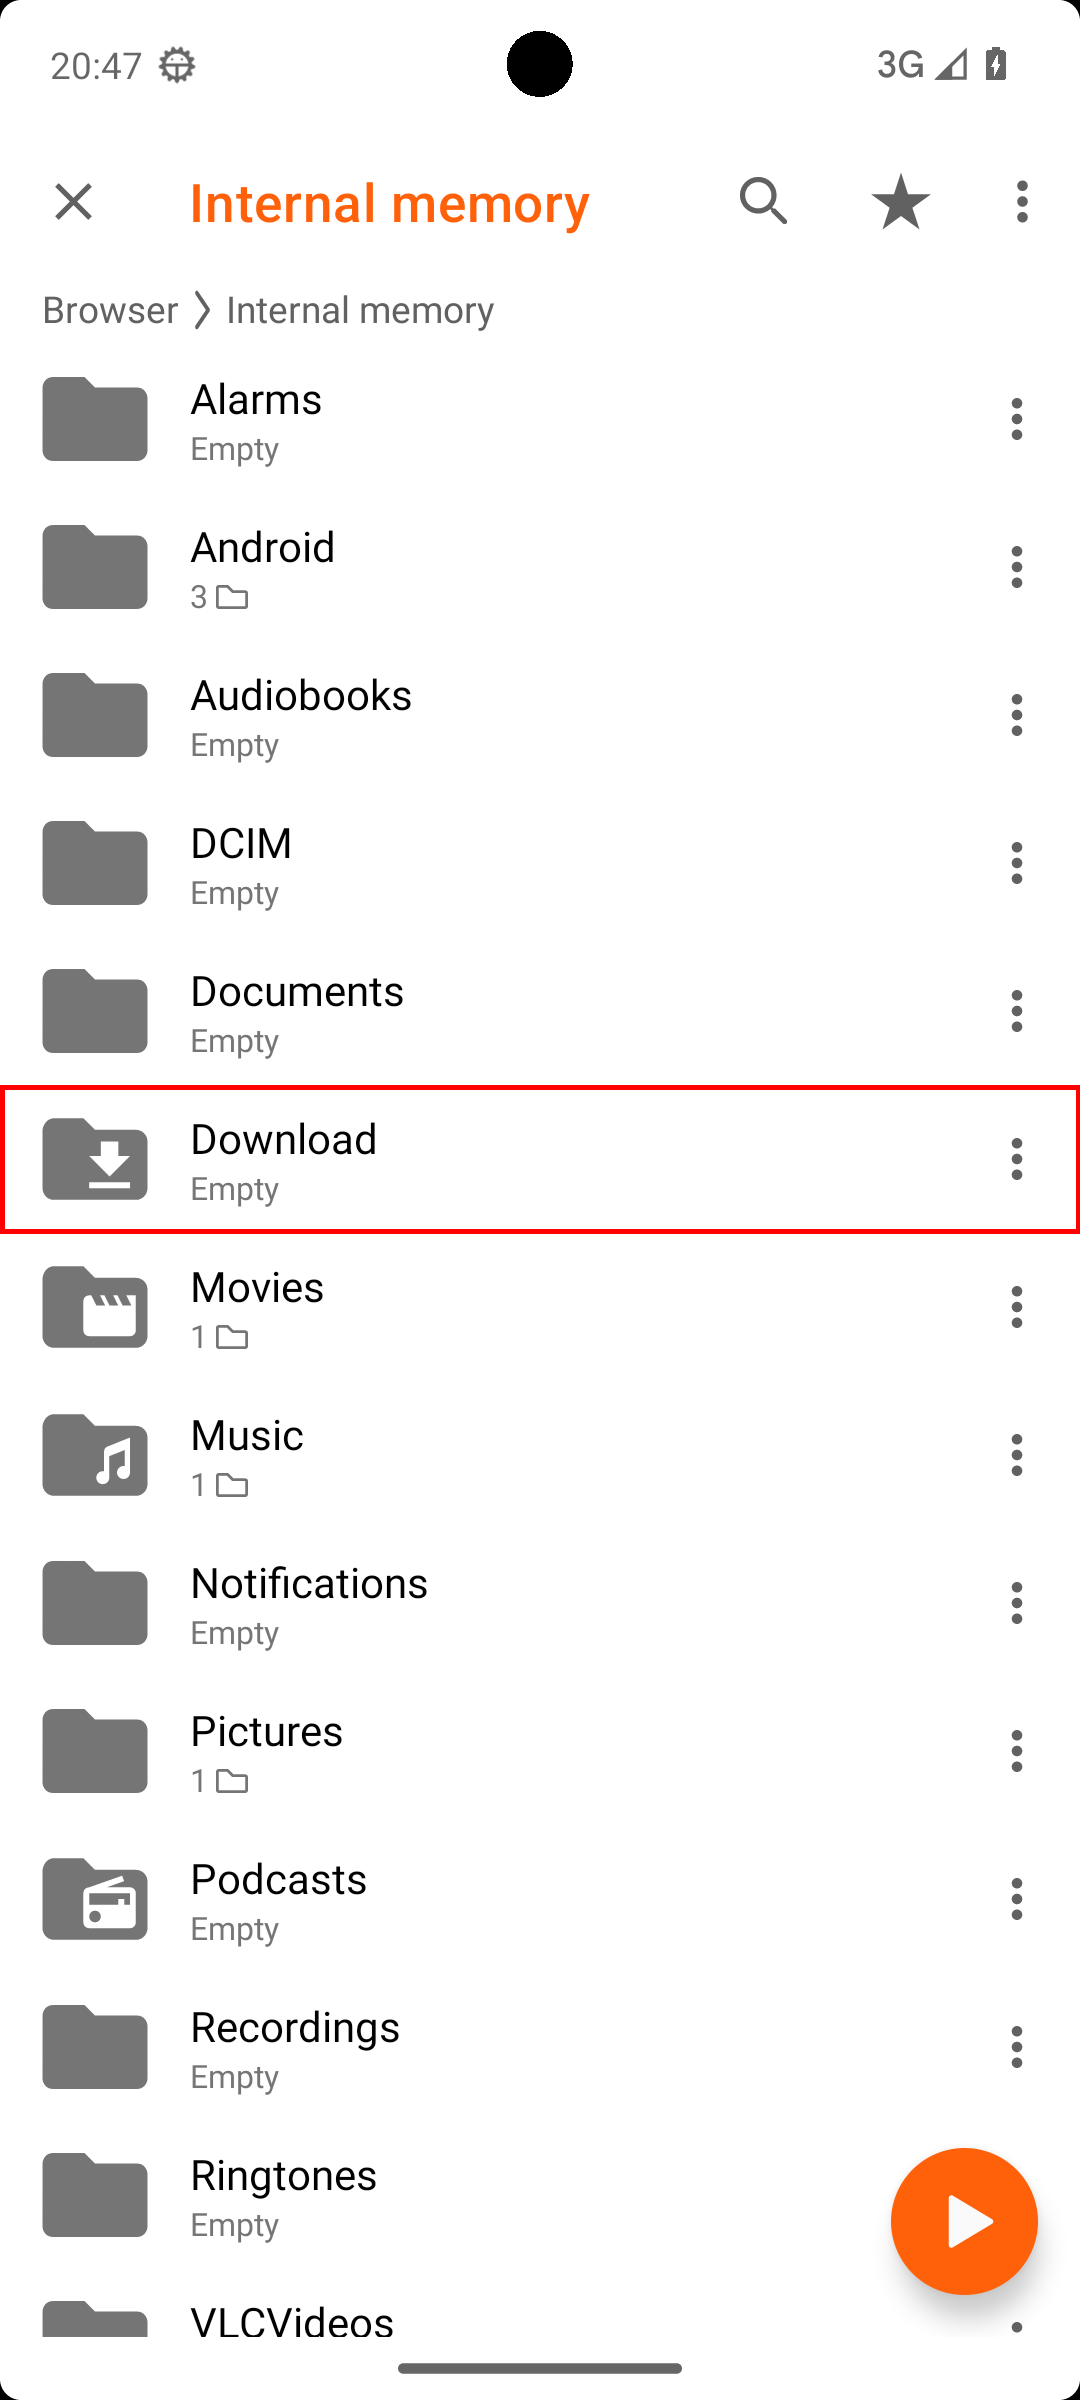 20:47 3G
Internal memory
Browser Internal memory
Alarms
Empty
Android
3
Audiobooks
Empty
DCIM
Empty
Documents
Empty
Download
Empty
Movies
1
Music
1
Notifications
Empty
Pictures
1
Podcasts
Empty
Recordings
Empty
Ringtones
Empty
VLCVideos